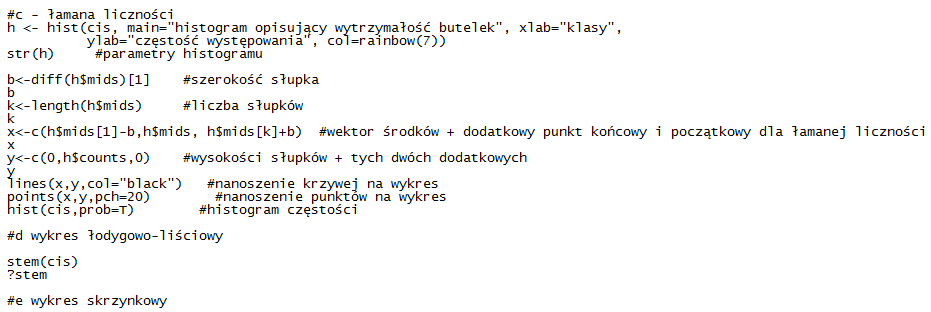 #c - łamana liczności
h <- hist(cis, main="histogram opisujący wytrzymałość butelek", xlab="klasy",
ylab="częstość występowania", col=rainbow(7))
str(h) #parametry histogramu
b<-diff(h$mids)[1] #szerokość słupka
b
k<-length(h$mids) #liczba słupków
k
x<-c(h$mids[1]-b,h$mids, h$mids[k]+b) #wektor środków + dodatkowy punkt końcowy i początkowy dla łamanej liczności
x
y<-c(0,h$counts,0) #wysokości słupków + tych dwóch dodatkowych
y
lines(x,y,col="black") #nanoszenie krzywej na wykres
points(x,y,pch=20) #nanoszenie punktów na wykres
hist(cis,prob=T) #histogram częstości
#d wykres łodygowo-liściowy
stem(cis)
?stem
#e wykres skrzynkowy